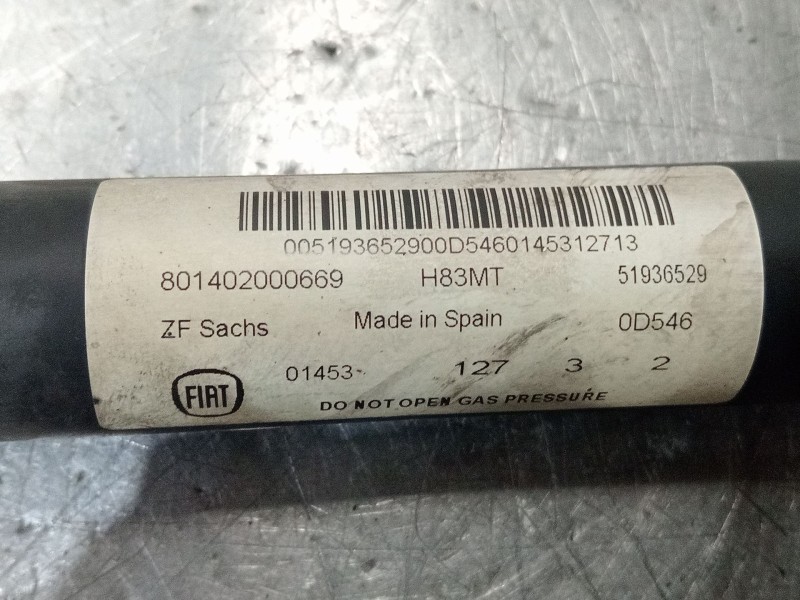 005193652900D5460145312713
801402000669 H83MT 51936529
ZF Sachs Made in Spain 0D546
01453- 127 3 2
FIAT
DO NOT OPEN GAS PRESSURE